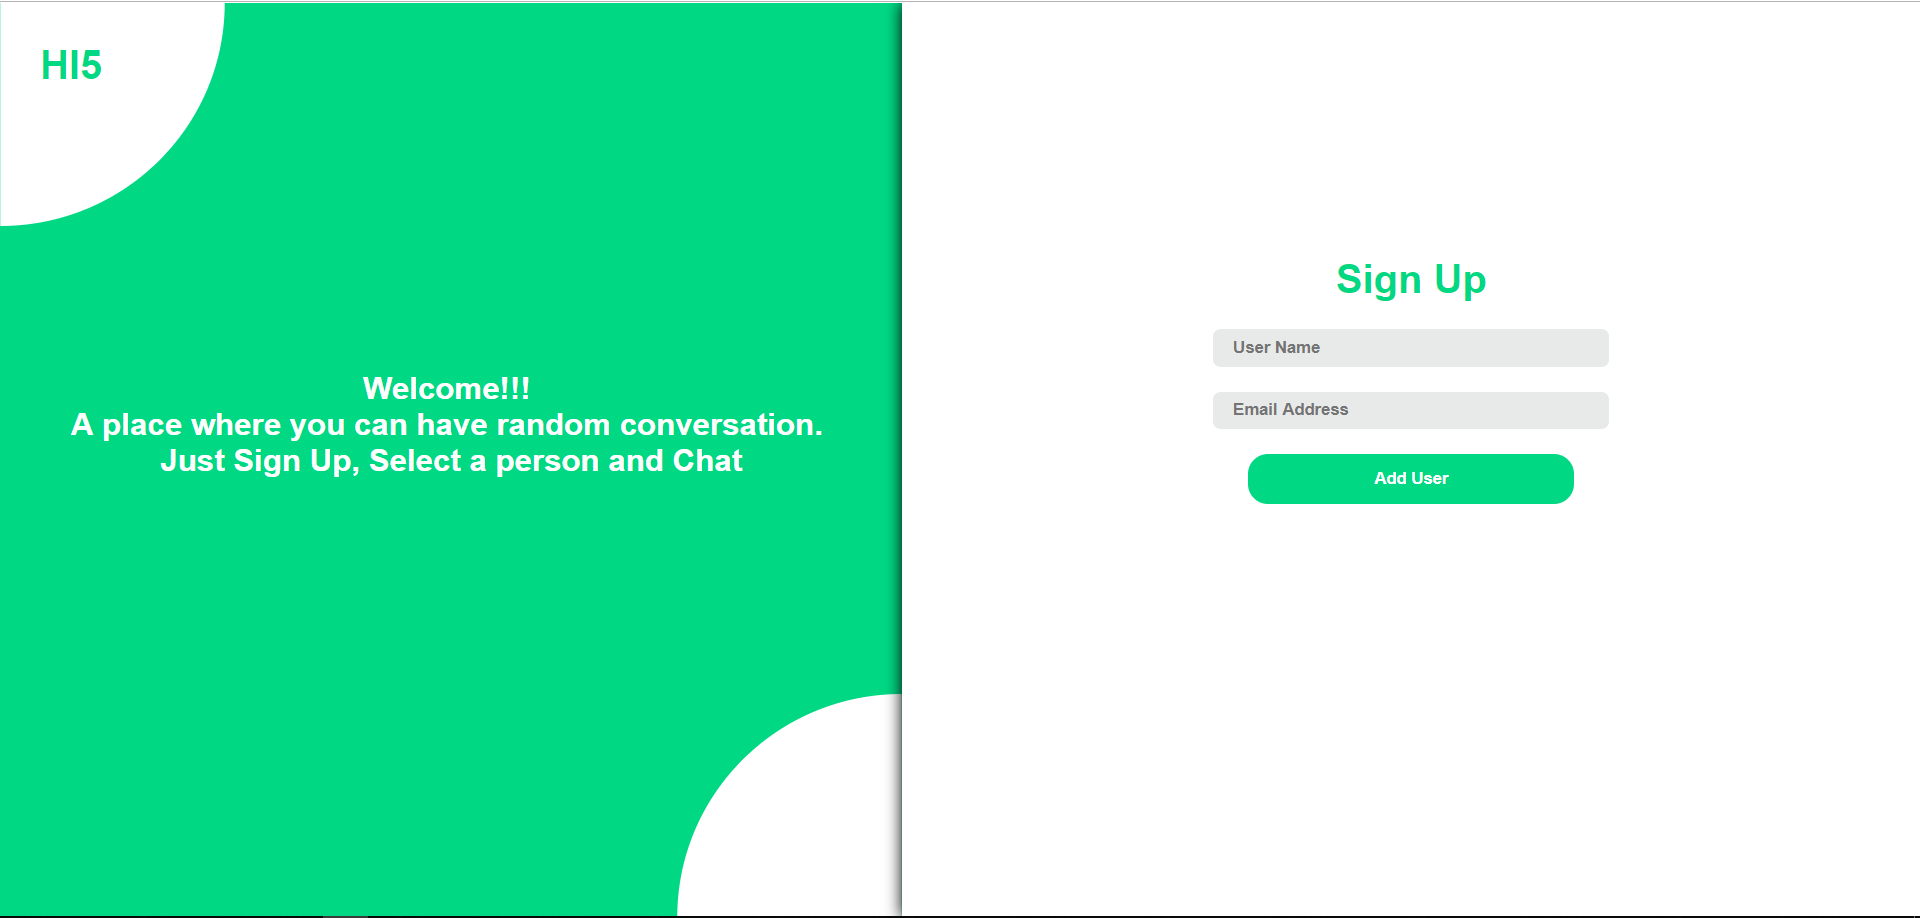 HI5
Welcome!!!
A place where you can have random conversation.
Just Sign Up, Select a person and Chat
Sign Up
User Name
Email Address
Add User